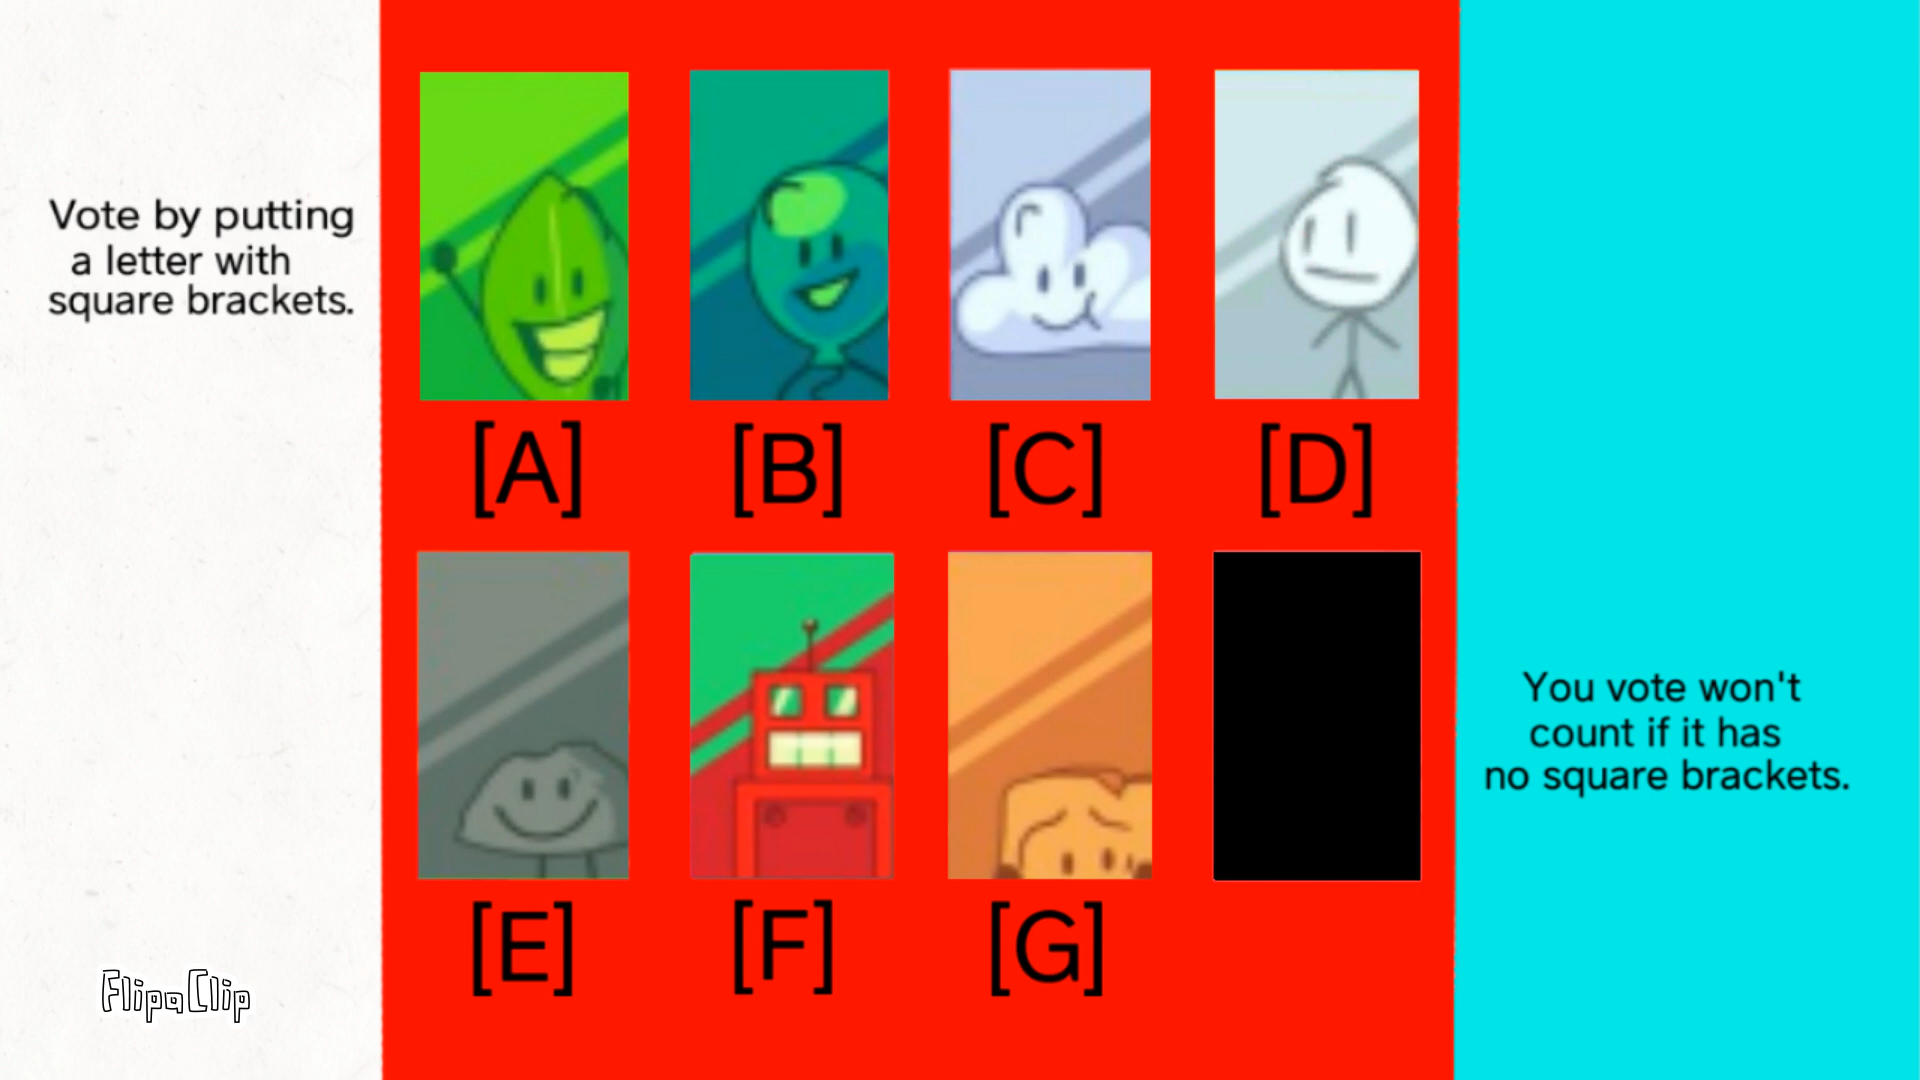 Vote by putting
a letter with
square brackets.
[A] [B] [C] [D]
[E] [F] [G]
You vote won't
count if it has
no square brackets.
FlipaClip